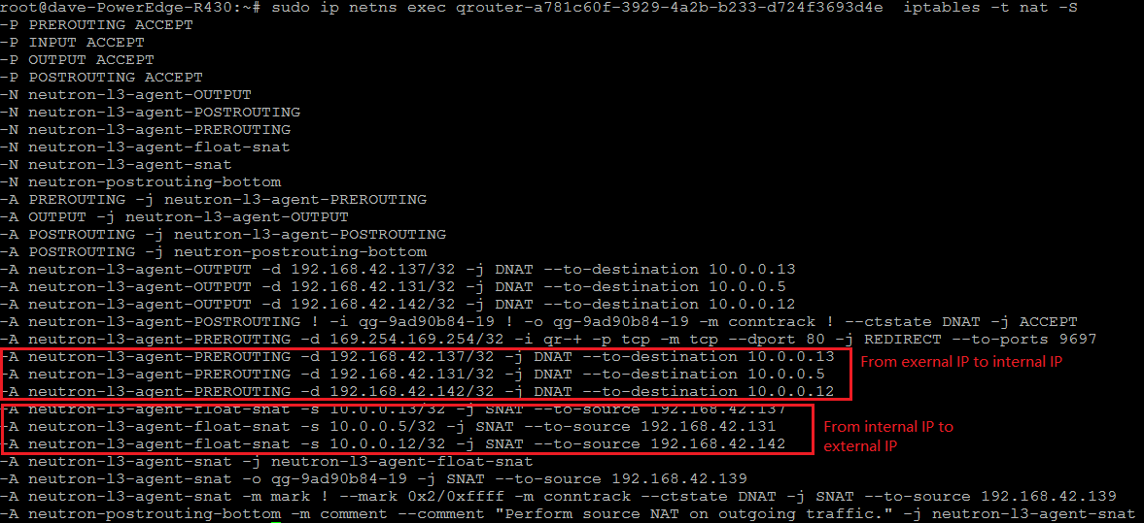 root@dave-PowerEdge-R430:~# sudo ip netns exec qrouter-a781c60f-3929-4a2b-b233-d724f3693d4e  iptables -t nat -S
-P PREROUTING ACCEPT
-P INPUT ACCEPT
-P OUTPUT ACCEPT
-P POSTROUTING ACCEPT
-N neutron-l3-agent-OUTPUT
-N neutron-l3-agent-POSTROUTING
-N neutron-l3-agent-PREROUTING
-N neutron-l3-agent-float-snat
-N neutron-l3-agent-snat
-N neutron-postrouting-bottom
-A PREROUTING -j neutron-l3-agent-PREROUTING
-A OUTPUT -j neutron-l3-agent-OUTPUT
-A POSTROUTING -j neutron-l3-agent-POSTROUTING
-A POSTROUTING -j neutron-postrouting-bottom
-A neutron-l3-agent-OUTPUT -d 192.168.42.137/32 -j DNAT --to-destination 10.0.0.13
-A neutron-l3-agent-OUTPUT -d 192.168.42.131/32 -j DNAT --to-destination 10.0.0.5
-A neutron-l3-agent-OUTPUT -d 192.168.42.142/32 -j DNAT --to-destination 10.0.0.12
-A neutron-l3-agent-POSTROUTING ! -i qg-9ad90b84-19 ! -o qg-9ad90b84-19 -m conntrack ! --ctstate DNAT -j ACCEPT
-A neutron-l3-agent-PREROUTING -d 169.254.169.254/32 -i qr-+ -p tcp -m tcp --dport 80 -j REDIRECT --to-ports 9697
-A neutron-l3-agent-PREROUTING -d 192.168.42.137/32 -j DNAT --to-destination 10.0.0.13
From exernal IP to internal IP
-A neutron-l3-agent-PREROUTING -d 192.168.42.131/32 -j DNAT --to-destination 10.0.0.5
-A neutron-l3-agent-PREROUTING -d 192.168.42.142/32 -j DNAT --to-destination 10.0.0.12
-A neutron-l3-agent-float-snat -s 10.0.0.13/32 -j SNAT --to-source 192.168.42.137
-A neutron-l3-agent-float-snat -s 10.0.0.5/32 -j SNAT --to-source 192.168.42.131
-A neutron-l3-agent-float-snat -s 10.0.0.12/32 -j SNAT --to-source 192.168.42.142
From internal IP to
external IP
-A neutron-l3-agent-snat -j neutron-l3-agent-float-snat
-A neutron-l3-agent-snat -o qg-9ad90b84-19 -j SNAT --to-source 192.168.42.139
-A neutron-l3-agent-snat -m mark ! --mark 0x2/0xffff -m conntrack --ctstate DNAT -j SNAT --to-source 192.168.42.139
-A neutron-postrouting-bottom -m comment --comment "Perform source NAT on outgoing traffic." -j neutron-l3-agent-snat